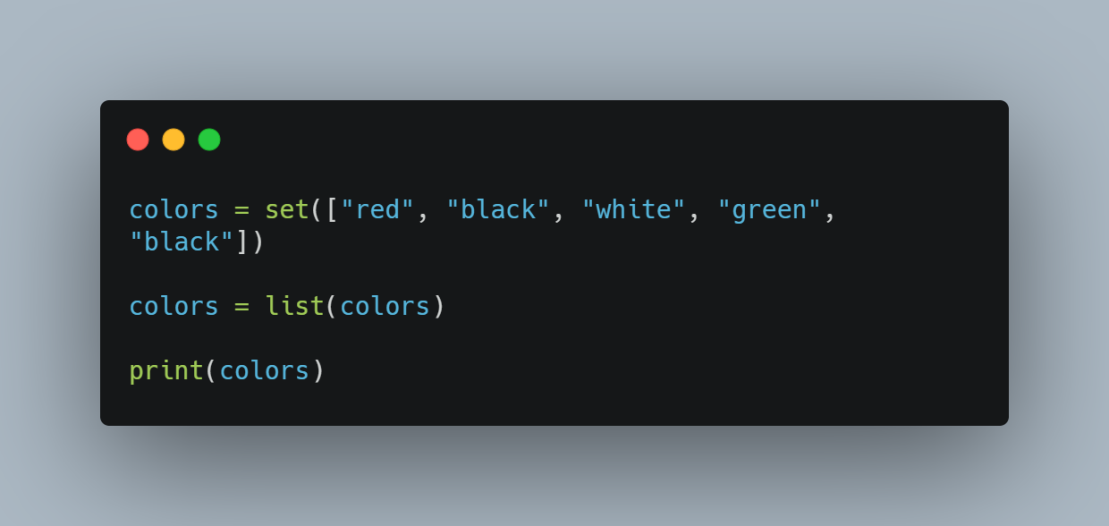 colors = set(["red", "black", "white", "green",
"black"])
colors = list(colors)
print(colors)